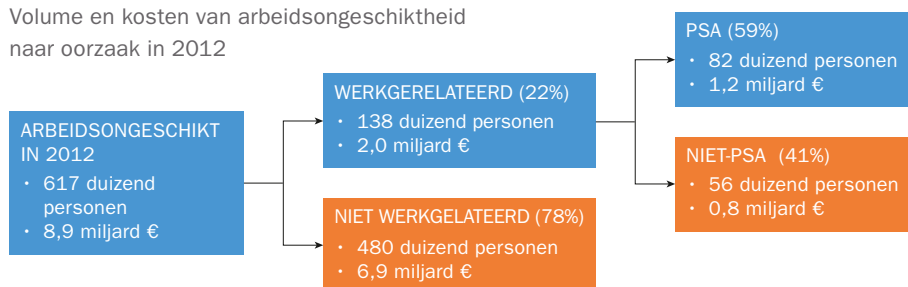 Volume en kosten van arbeidsongeschiktheid
naar oorzaak in 2012
ARBEIDSONGESCHIKT
IN 2012
• 617 duizend
personen
• 8,9 miljard €
WERKGERELATEERD (22%)
• 138 duizend personen
• 2,0 miljard €
NIET WERKGELATEERD (78%)
• 480 duizend personen
• 6,9 miljard €
PSA (59%)
• 82 duizend personen
• 1,2 miljard €
NIET-PSA (41%)
• 56 duizend personen
• 0,8 miljard €